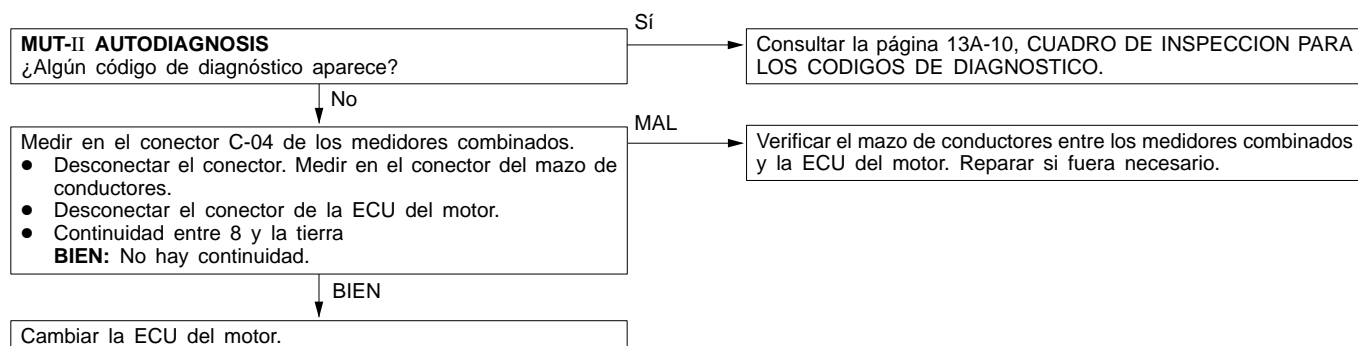 MUT-II AUTODIAGNOSIS
¿Algún código de diagnóstico aparece?
Sí
Consultar la página 13A-10, CUADRO DE INSPECCION PARA
LOS CODIGOS DE DIAGNOSTICO.
No
Medir en el conector C-04 de los medidores combinados.
● Desconectar el conector. Medir en el conector del mazo de
conductores.
● Desconectar el conector de la ECU del motor.
● Continuidad entre 8 y la tierra
BIEN: No hay continuidad.
MAL
Verificar el mazo de conductores entre los medidores combinados
y la ECU del motor. Reparar si fuera necesario.
BIEN
Cambiar la ECU del motor.